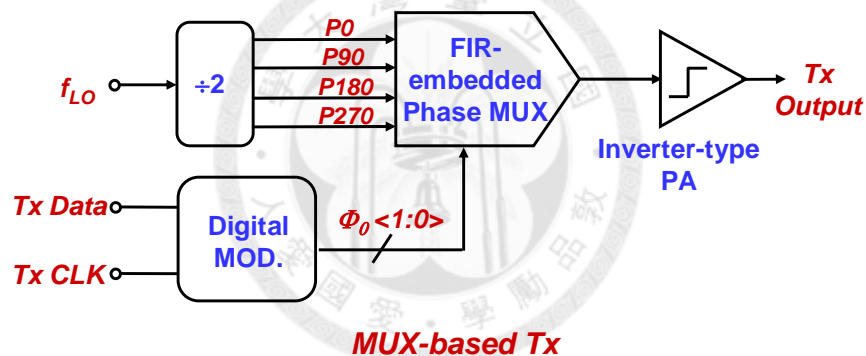 P0
P90
P180
P270
f_LO
÷2
FIR-
embedded
Phase MUX
Tx
Output
Inverter-type
PA
Tx Data
Tx CLK
Digital
MOD.
Φ₀ <1:0>
MUX-based Tx